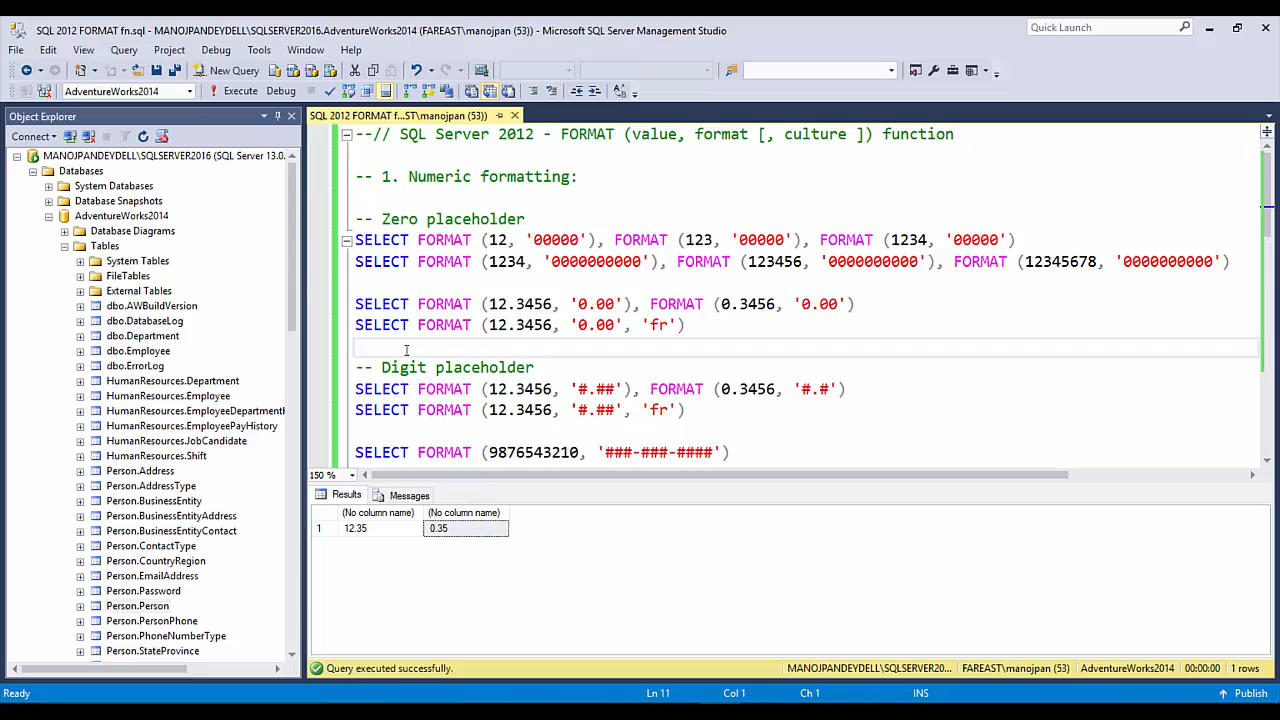 SQL 2012 FORMAT fn.sql - MANOJPANDEYDELL\SQLSERVER2016.AdventureWorks2014 (FAREAST\manojpan (53)) - Microsoft SQL Server Management Studio
Quick Launch
File Edit View Query Project Debug Tools Window Help
New Query
AdventureWorks2014 Execute Debug
Object Explorer
SQL 2012 FORMAT f...ST\manojpan (53))
Connect
MANOJPANDEYDELL\SQLSERVER2016 (SQL Server 13.0.
Databases
System Databases
Database Snapshots
AdventureWorks2014
Database Diagrams
Tables
System Tables
FileTables
External Tables
dbo.AWBuildVersion
dbo.DatabaseLog
dbo.Department
dbo.Employee
dbo.ErrorLog
HumanResources.Department
HumanResources.Employee
HumanResources.EmployeeDepartmentH
HumanResources.EmployeePayHistory
HumanResources.JobCandidate
HumanResources.Shift
Person.Address
Person.AddressType
Person.BusinessEntity
Person.BusinessEntityAddress
Person.BusinessEntityContact
Person.ContactType
Person.CountryRegion
Person.EmailAddress
Person.Password
Person.Person
Person.PersonPhone
Person.PhoneNumberType
Person.StateProvince
--// SQL Server 2012 - FORMAT (value, format [, culture ]) function
-- 1. Numeric formatting:
-- Zero placeholder
SELECT FORMAT (12, '00000'), FORMAT (123, '00000'), FORMAT (1234, '00000')
SELECT FORMAT (1234, '0000000000'), FORMAT (123456, '0000000000'), FORMAT (12345678, '0000000000')
SELECT FORMAT (12.3456, '0.00'), FORMAT (0.3456, '0.00')
SELECT FORMAT (12.3456, '0.00', 'fr')
-- Digit placeholder
SELECT FORMAT (12.3456, '#.##'), FORMAT (0.3456, '#.#')
SELECT FORMAT (12.3456, '#.##', 'fr')
SELECT FORMAT (9876543210, '###-###-####')
150 %
Results Messages
(No column name) (No column name)
1 12.35 0.35
Query executed successfully. MANOJPANDEYDELL\SQLSERVER20... FAREAST\manojpan (53) AdventureWorks2014 00:00:00 1 rows
Ready Ln 11 Col 1 Ch 1 INS Publish